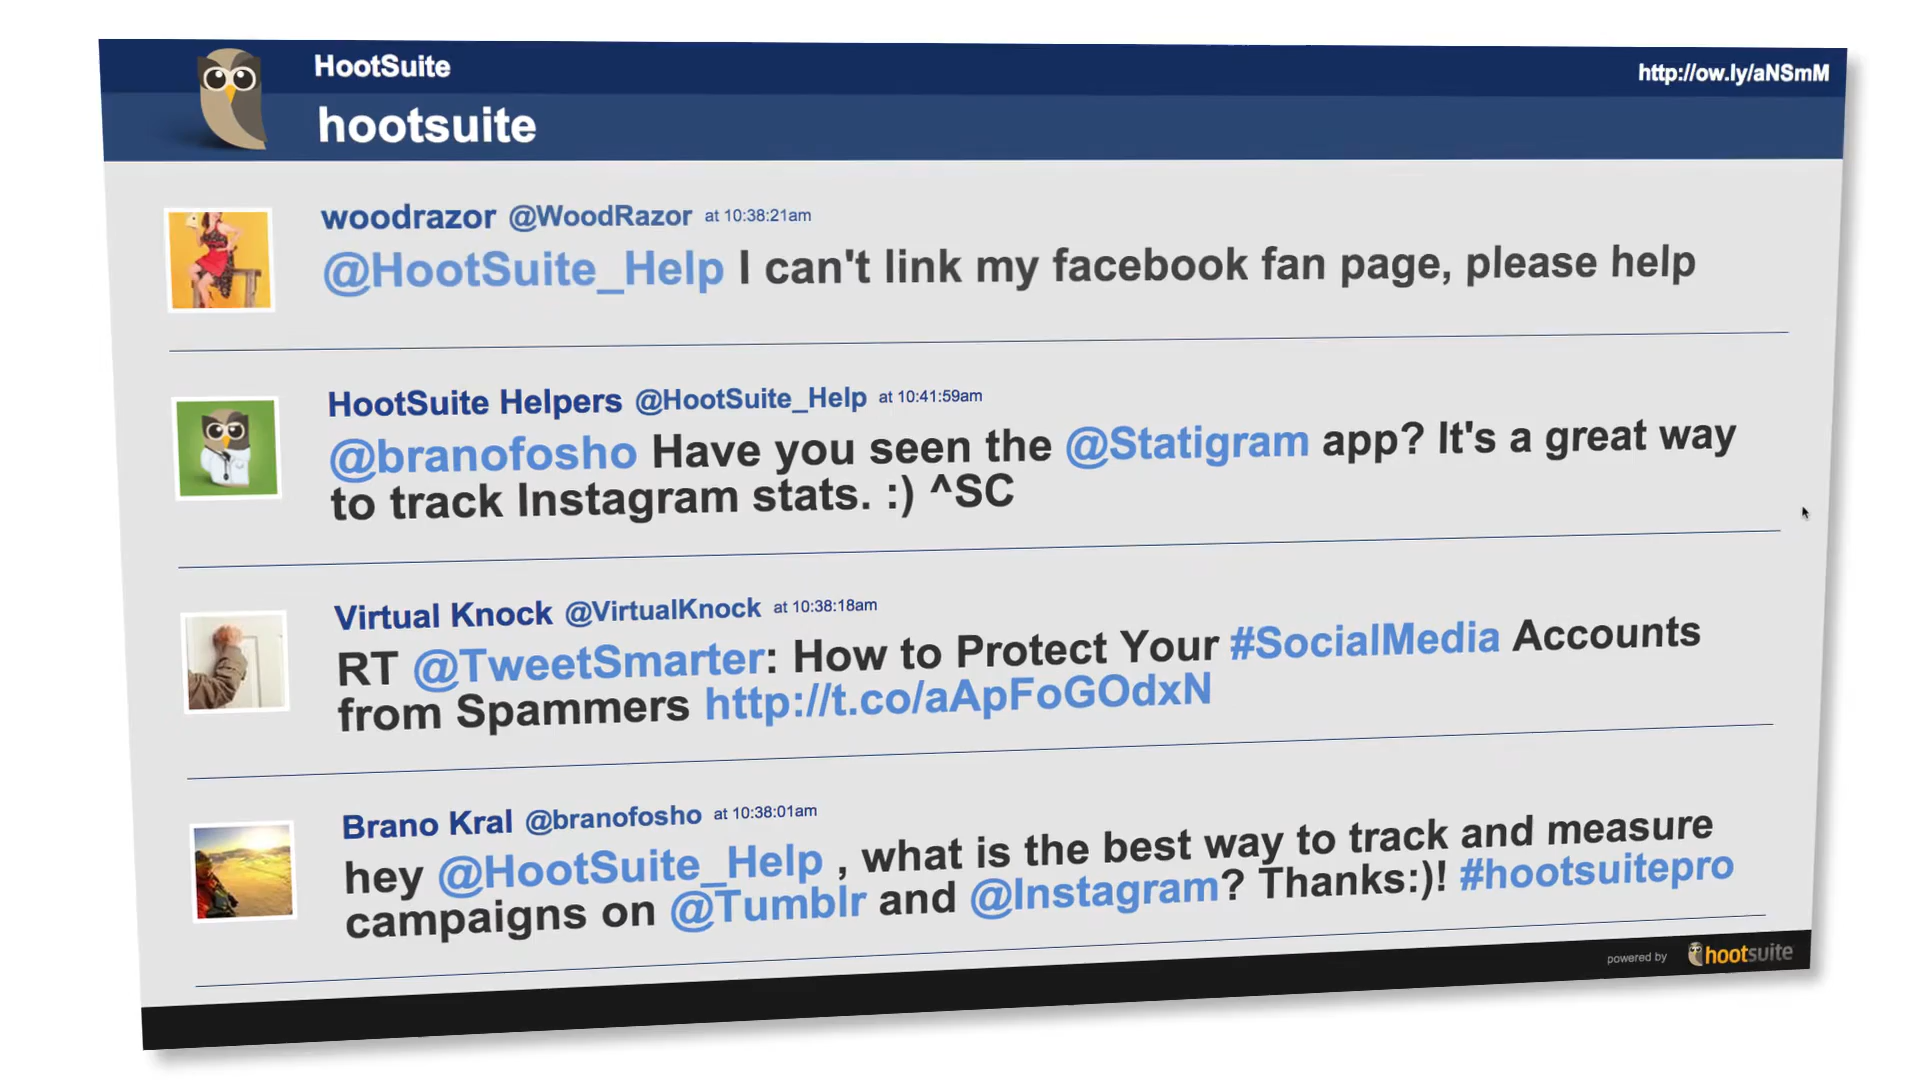 HootSuite
http://ow.ly/aNSmM
hootsuite
woodrazor @WoodRazor at 10:38:21am
@HootSuite_Help I can't link my facebook fan page, please help
HootSuite Helpers @HootSuite_Help at 10:41:59am
@branofosho Have you seen the @Statigram app? It's a great way
to track Instagram stats. :) ^SC
Virtual Knock @VirtualKnock at 10:38:18am
RT @TweetSmarter: How to Protect Your #SocialMedia Accounts
from Spammers http://t.co/aApFoGOdxN
Brano Kral @branofosho at 10:38:01am
hey @HootSuite_Help , what is the best way to track and measure
campaigns on @Tumblr and @Instagram? Thanks:)! #hootsuitepro
powered by hootsuite